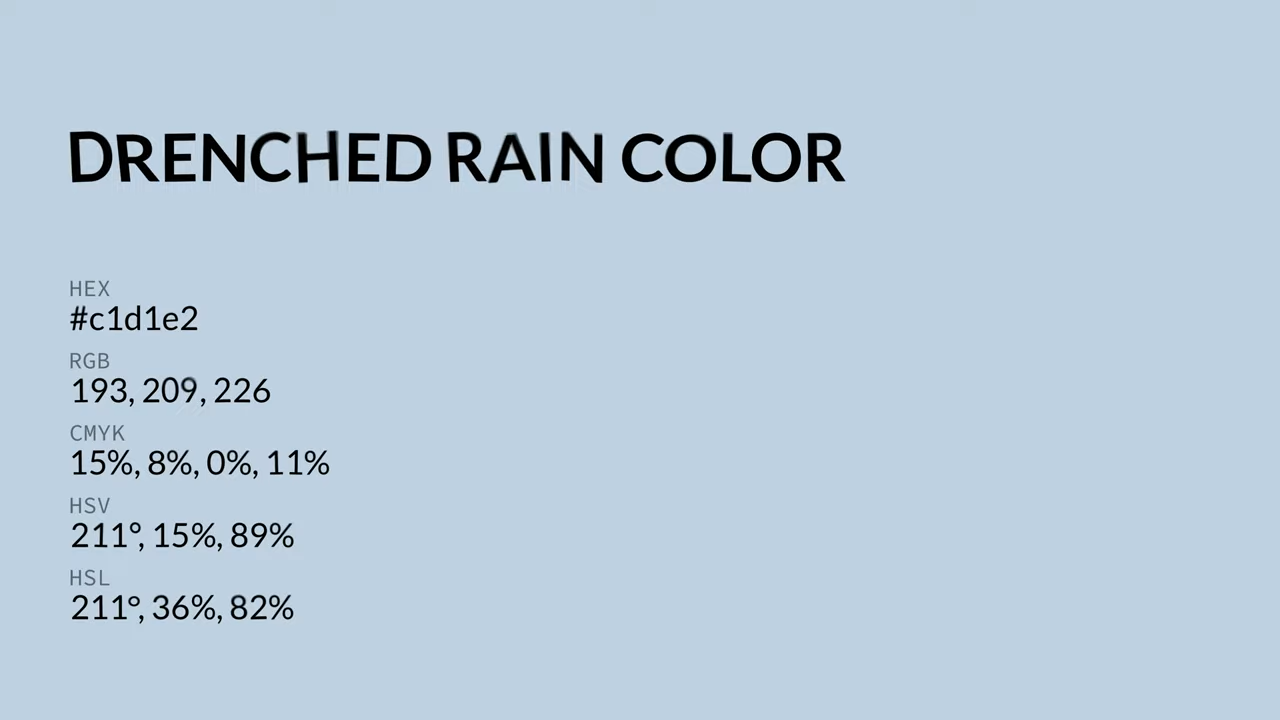 DRENCHED RAIN COLOR
HEX
#c1d1e2
RGB
193, 209, 226
CMYK
15%, 8%, 0%, 11%
HSV
211°, 15%, 89%
HSL
211°, 36%, 82%